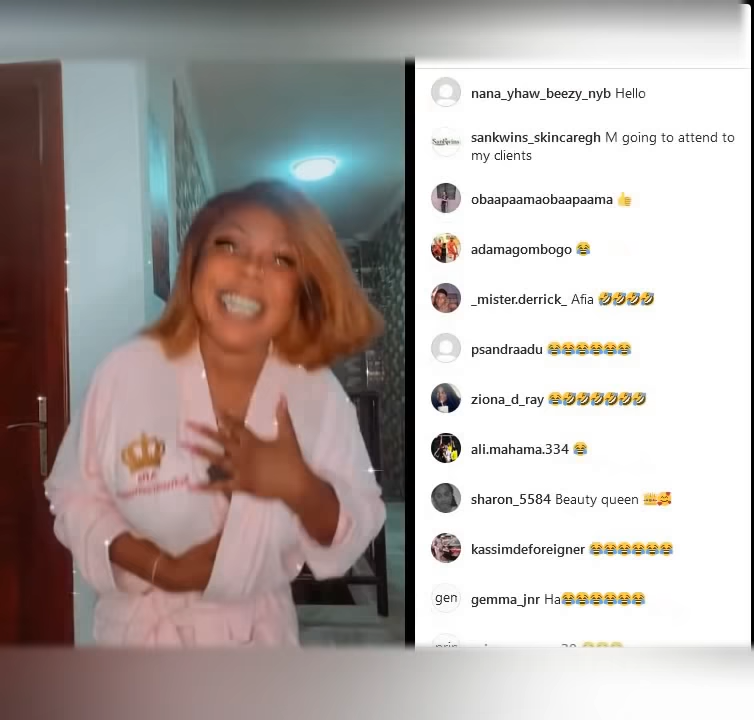 nana_yhaw_beezy_nyb Hello
sankwins_skincaregh M going to attend to
my clients
obaapaamaobaapaama 👍
adamagombogo 😂
_mister.derrick_ Afia 🤣🤣🤣🤣
psandraadu 😂😂😂😂😂😂
ziona_d_ray 😂🤣🤣🤣🤣🤣🤣
ali.mahama.334 😂
sharon_5584 Beauty queen 👑🥰
kassimdeforeigner 😂😂😂😂😂😂
gen
gemma_jnr Ha😂😂😂😂😂😂